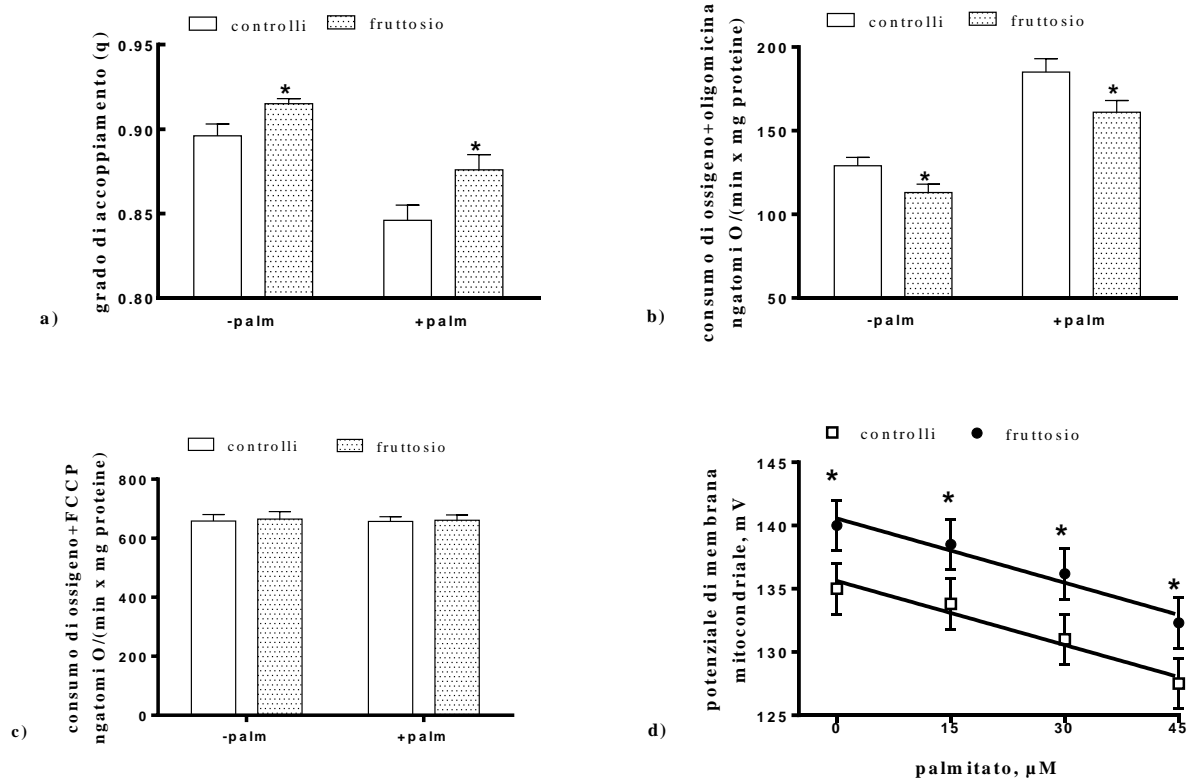 controlli fruttosio
grado di accoppiamento (q)
0.95
0.90
0.85
0.80
*
*
-palm +palm
a)
controlli fruttosio
consumo di ossigeno+oligomicina
ngatomi O/(min x mg proteine)
200
150
100
50
*
*
-palm +palm
b)
controlli fruttosio
consumo di ossigeno+FCCP
ngatomi O/(min x mg proteine)
800
600
400
200
0
-palm +palm
c)
controlli fruttosio
potenziale di membrana
mitocondriale, mV
145
140
135
130
125
*
*
*
*
0 15 30 45
d)
palmitato, µM